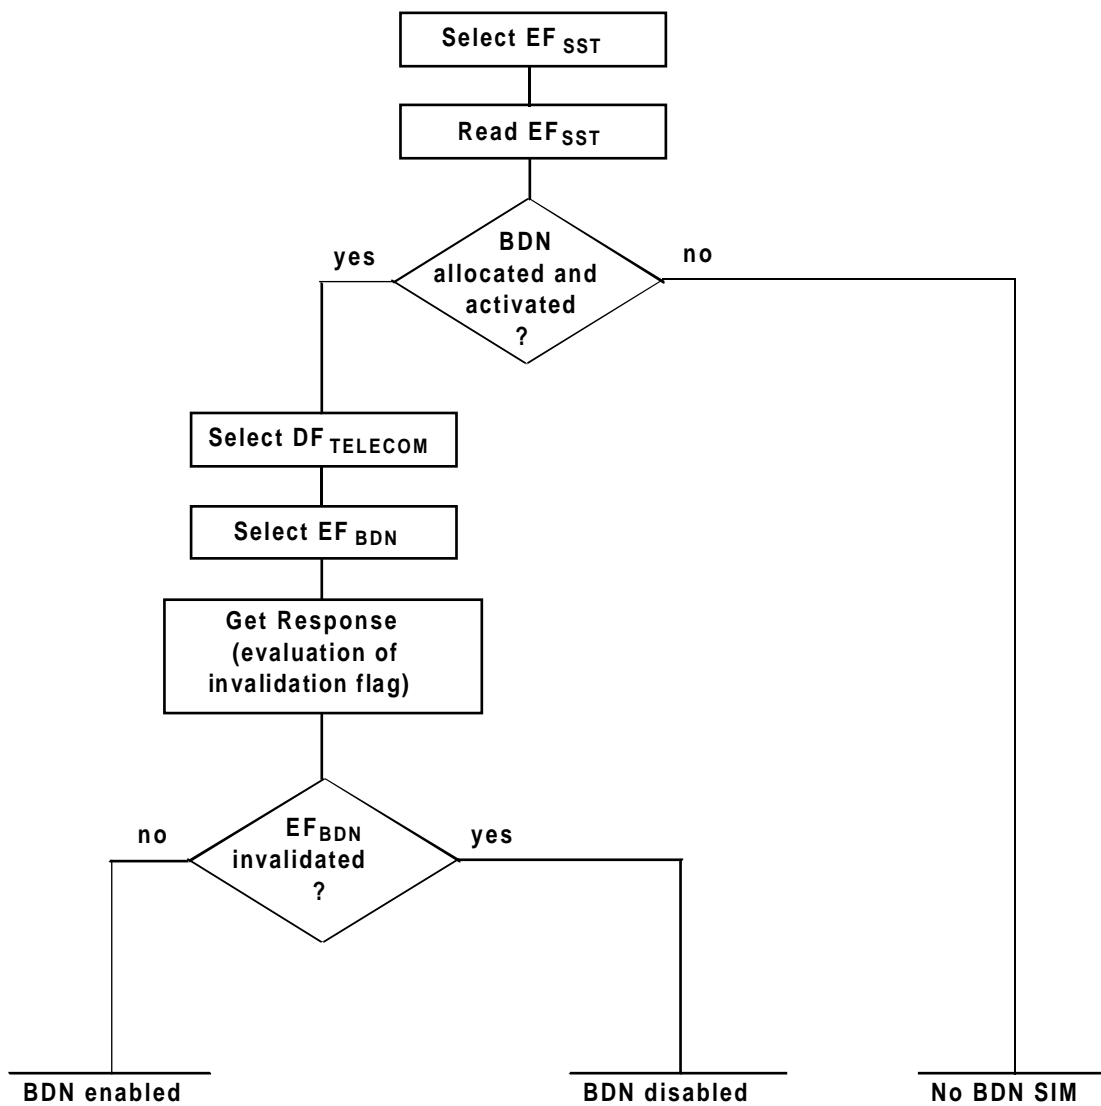 Select EF SST
Read EF SST
BDN
allocated and
activated
?
yes
no
Select DF TELECOM
Select EF BDN
Get Response
(evaluation of
invalidation flag)
EF BDN
invalidated
?
no
yes
BDN enabled
BDN disabled
No BDN SIM